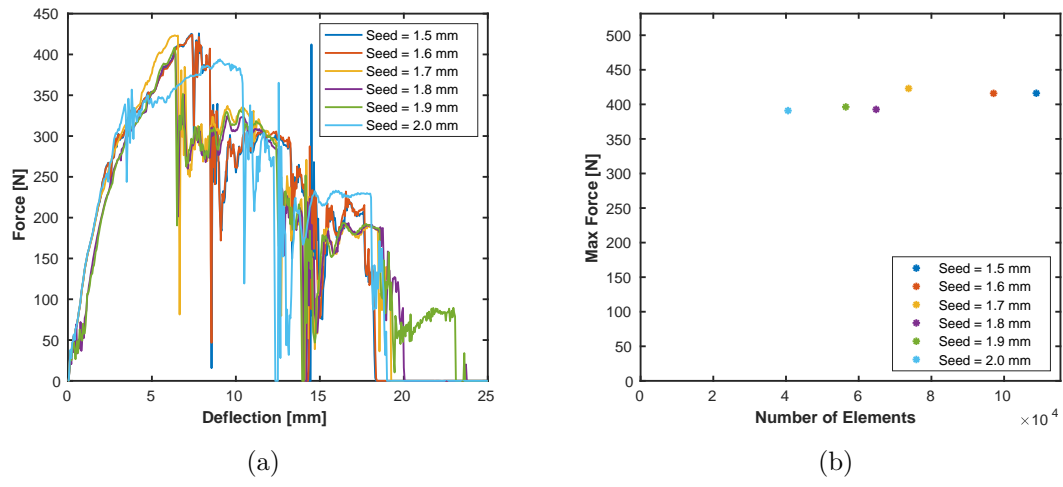 450
400
350
300
250
200
150
100
50
0
Force [N]
0 5 10 15 20 25
Deflection [mm]
Seed = 1.5 mm
Seed = 1.6 mm
Seed = 1.7 mm
Seed = 1.8 mm
Seed = 1.9 mm
Seed = 2.0 mm
(a)
500
450
400
350
300
250
200
150
100
50
0
Max Force [N]
0 2 4 6 8 10
Number of Elements
×10⁴
Seed = 1.5 mm
Seed = 1.6 mm
Seed = 1.7 mm
Seed = 1.8 mm
Seed = 1.9 mm
Seed = 2.0 mm
(b)